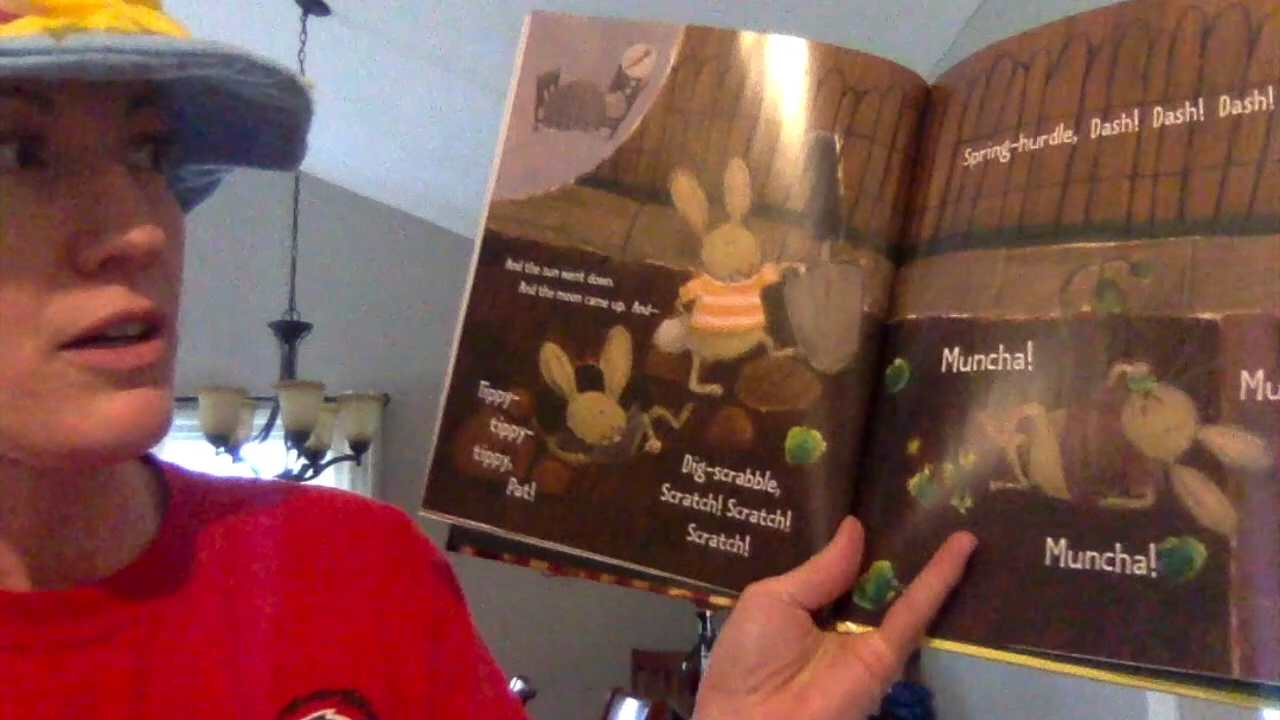 And the sun went down.
And the moon came up. And—
Tippy-
tippy-
tippy,
Pat!
Dig-scrabble,
Scratch! Scratch!
Scratch!
Spring-hurdle, Dash! Dash! Dash!
Muncha!
Muncha!